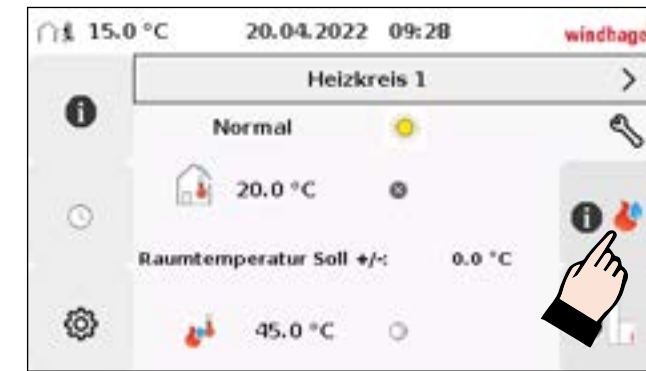 15.0 °C 20.04.2022 09:28 windhage
Heizkreis 1
Normal
20.0 °C
Raumtemperatur Soll +/-: 0.0 °C
45.0 °C